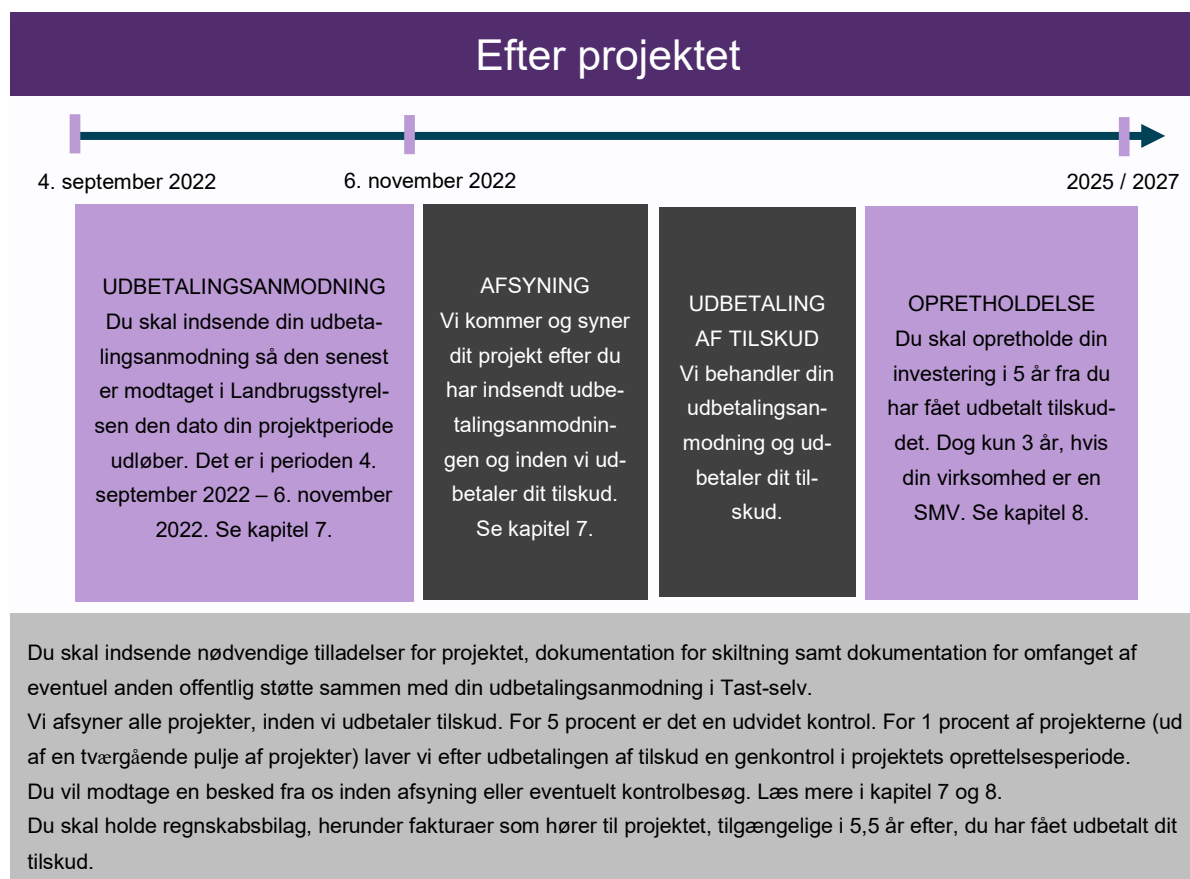 Efter projektet
4. september 2022
6. november 2022
2025 / 2027
UDBETALINGSANMODNING
Du skal indsende din udbeta-
lingsanmodning så den senest
er modtaget i Landbrugsstyrel-
sen den dato din projektperiode
udløber. Det er i perioden 4.
september 2022 – 6. november
2022. Se kapitel 7.
AFSYNING
Vi kommer og syner
dit projekt efter du
har indsendt udbe-
talingsanmodnin-
gen og inden vi ud-
betaler dit tilskud.
Se kapitel 7.
UDBETALING
AF TILSKUD
Vi behandler din
udbetalingsan-
modning og ud-
betaler dit til-
skud.
OPRETHOLDELSE
Du skal opretholde din
investering i 5 år fra du
har fået udbetalt tilskud-
det. Dog kun 3 år, hvis
din virksomhed er en
SMV. Se kapitel 8.
Du skal indsende nødvendige tilladelser for projektet, dokumentation for skiltning samt dokumentation for omfanget af
eventuel anden offentlig støtte sammen med din udbetalingsanmodning i Tast-selv.
Vi afsyner alle projekter, inden vi udbetaler tilskud. For 5 procent er det en udvidet kontrol. For 1 procent af projekterne (ud
af en tværgående pulje af projekter) laver vi efter udbetalingen af tilskud en genkontrol i projektets oprettelsesperiode.
Du vil modtage en besked fra os inden afsyning eller eventuelt kontrolbesøg. Læs mere i kapitel 7 og 8.
Du skal holde regnskabsbilag, herunder fakturaer som hører til projektet, tilgængelige i 5,5 år efter, du har fået udbetalt dit
tilskud.